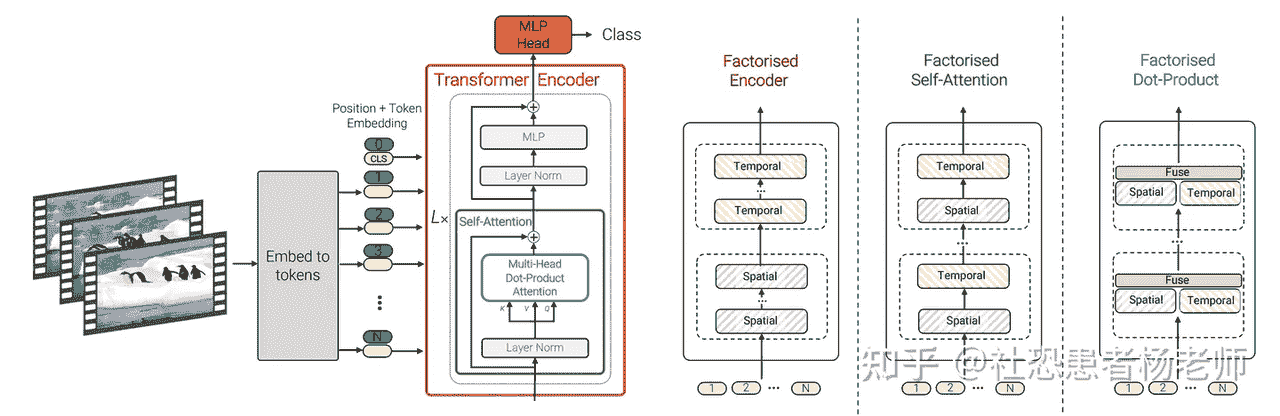 MLP
Head
Class
Transformer Encoder
Position + Token
Embedding
0
CLS
1
2
3
N
Embed to
tokens
L×
MLP
Layer Norm
Self-Attention
Multi-Head
Dot-Product
Attention
K
V
Q
Layer Norm
Factorised
Encoder
Temporal
...
Temporal
Spatial
...
Spatial
1
2
...
N
Factorised
Self-Attention
Temporal
Spatial
...
Temporal
Spatial
1
2
...
N
Factorised
Dot-Product
Fuse
Spatial
Temporal
...
Fuse
Spatial
Temporal
1
2
...
N
知乎 @社恐患者杨老师